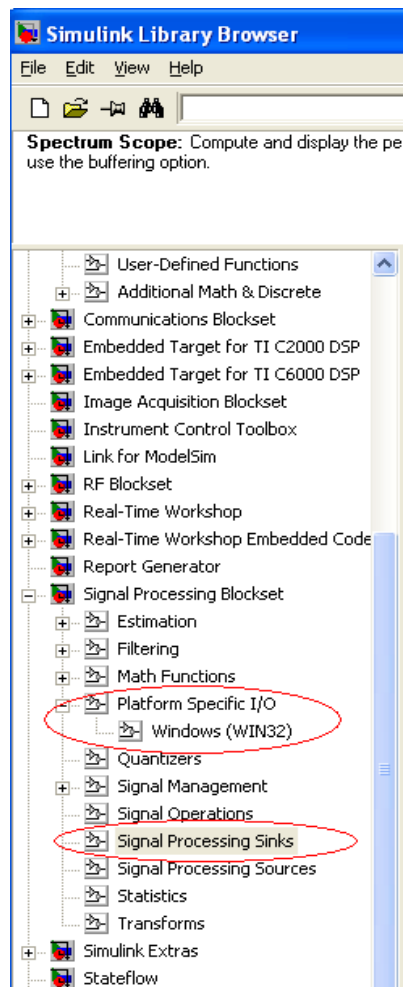 Simulink Library Browser
File Edit View Help
Spectrum Scope: Compute and display the pe
use the buffering option.
User-Defined Functions
Additional Math & Discrete
Communications Blockset
Embedded Target for TI C2000 DSP
Embedded Target for TI C6000 DSP
Image Acquisition Blockset
Instrument Control Toolbox
Link for ModelSim
RF Blockset
Real-Time Workshop
Real-Time Workshop Embedded Code
Report Generator
Signal Processing Blockset
Estimation
Filtering
Math Functions
Platform Specific I/O
Windows (WIN32)
Quantizers
Signal Management
Signal Operations
Signal Processing Sinks
Signal Processing Sources
Statistics
Transforms
Simulink Extras
Stateflow